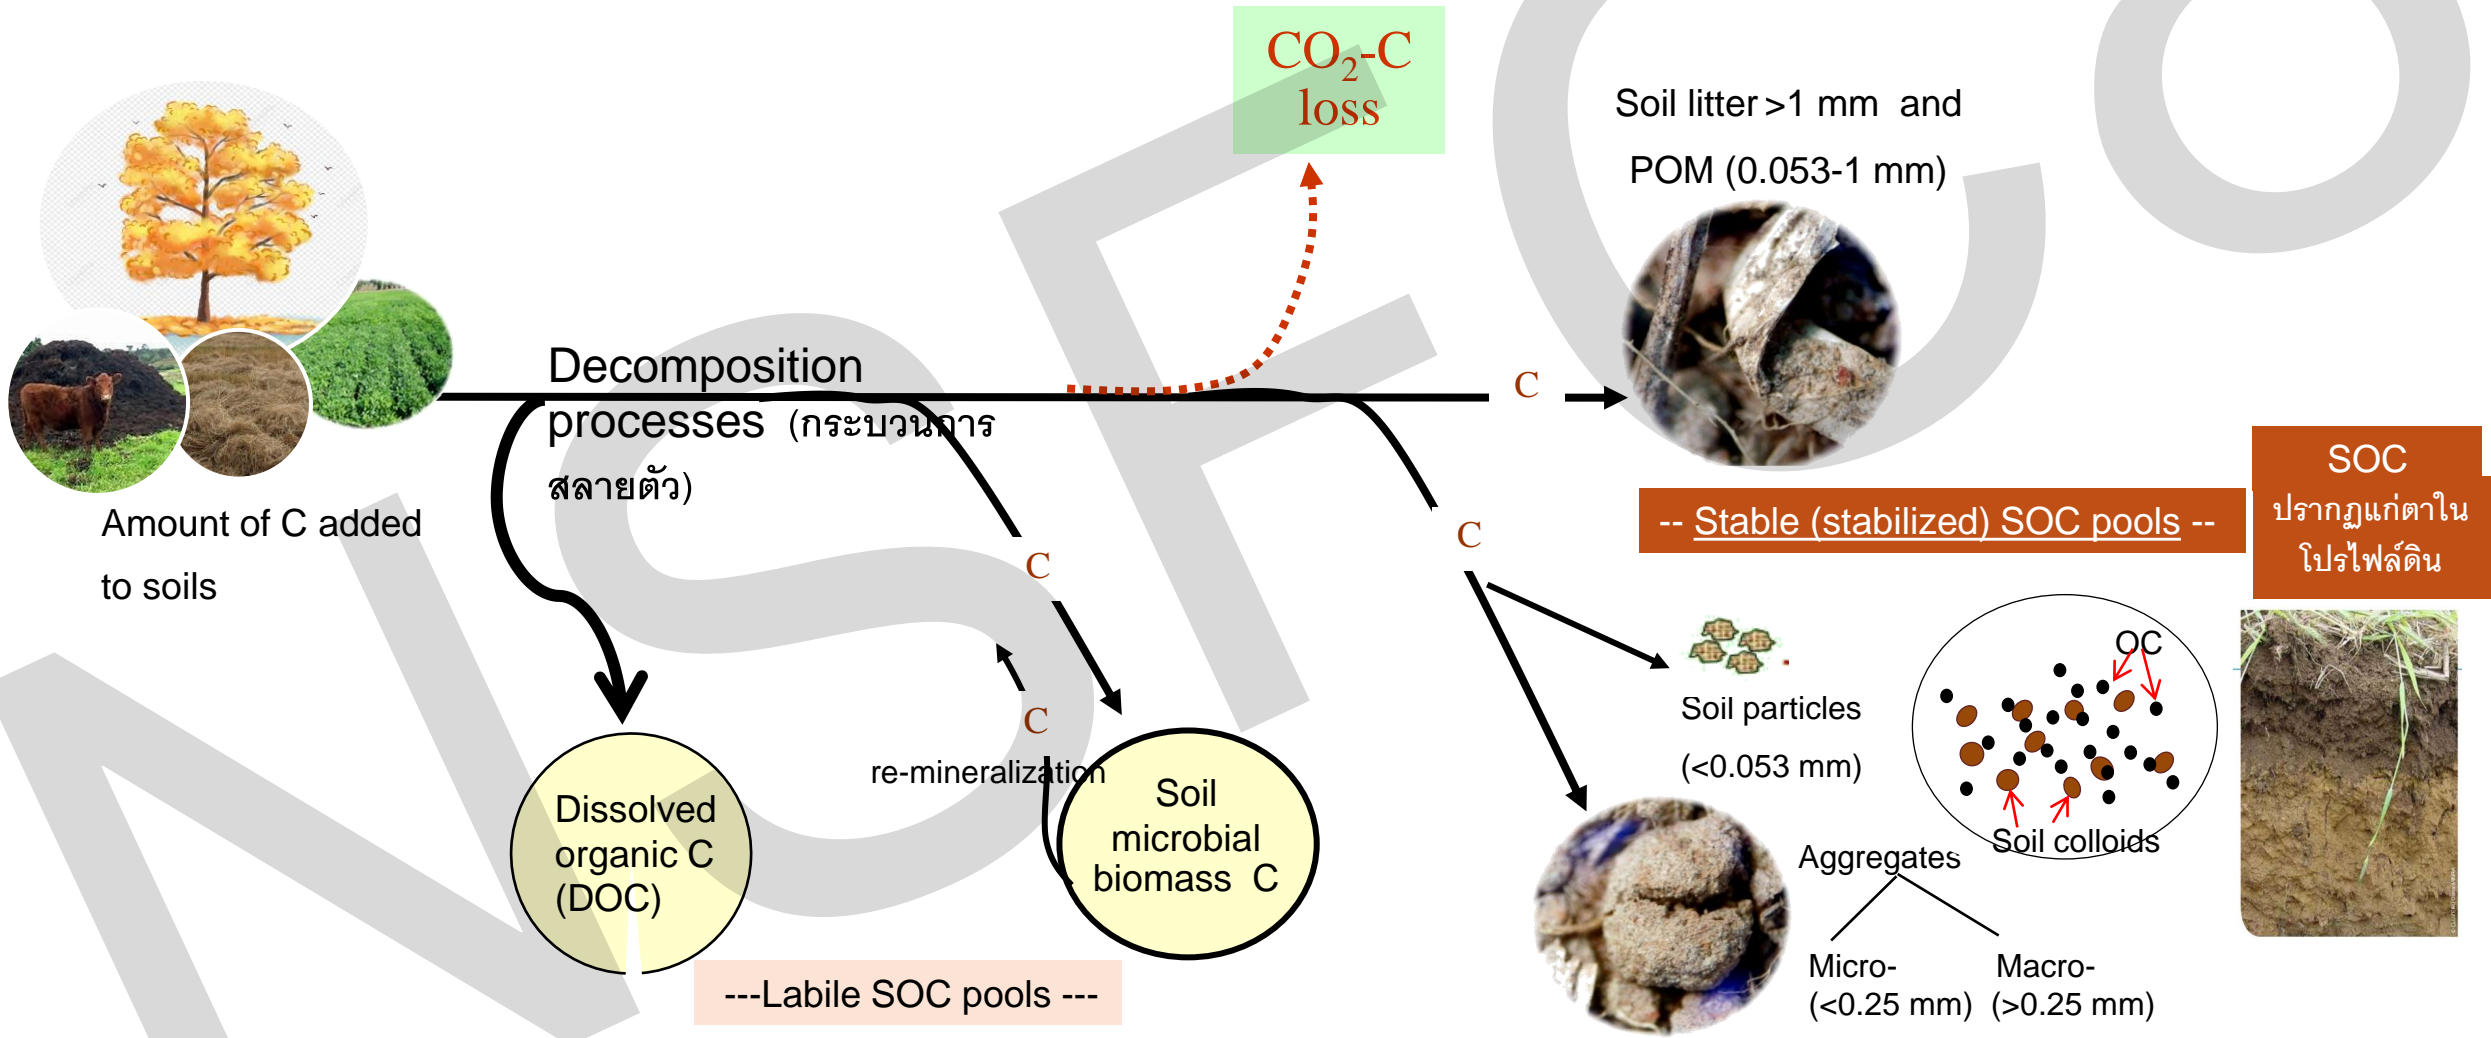 CO₂-C
loss
Soil litter >1 mm and
POM (0.053-1 mm)
Decomposition
processes (กระบวนการ
สลายตัว)
Amount of C added
to soils
C
C
C
C
re-mineralization
Dissolved
organic C
(DOC)
Soil
microbial
biomass C
---Labile SOC pools ---
-- Stable (stabilized) SOC pools --
SOC
ปรากฏแก่ตาใน
โปรไฟล์ดิน
Soil particles
(<0.053 mm)
OC
Soil colloids
Aggregates
Micro-
(<0.25 mm)
Macro-
(>0.25 mm)
NSFCo